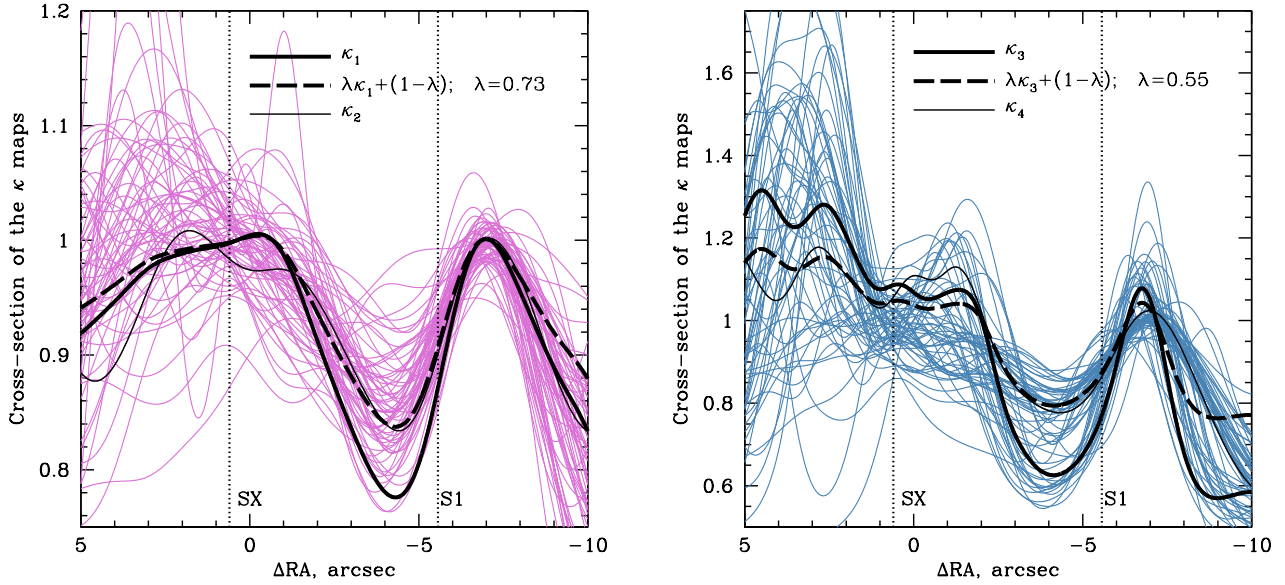 Cross-section of the κ maps
1.2
1.1
1
0.9
0.8
κ₁
λκ₁+(1−λ); λ=0.73
κ₂
SX
S1
5
0
−5
−10
ΔRA, arcsec
Cross-section of the κ maps
1.6
1.4
1.2
1
0.8
0.6
κ₃
λκ₃+(1−λ); λ=0.55
κ₄
SX
S1
5
0
−5
−10
ΔRA, arcsec